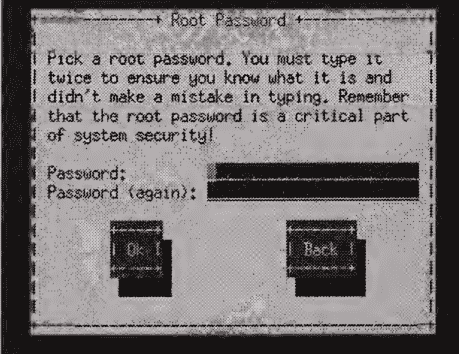 Root Password
Pick a root password. You must type it
twice to ensure you know what it is and
didn't make a mistake in typing. Remember
that the root password is a critical part
of system security!
Password:
Password (again):
Ok Back